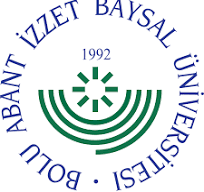 BOLU ABANT İZZET BAYSAL ÜNİVERSİTESİ ·
1992